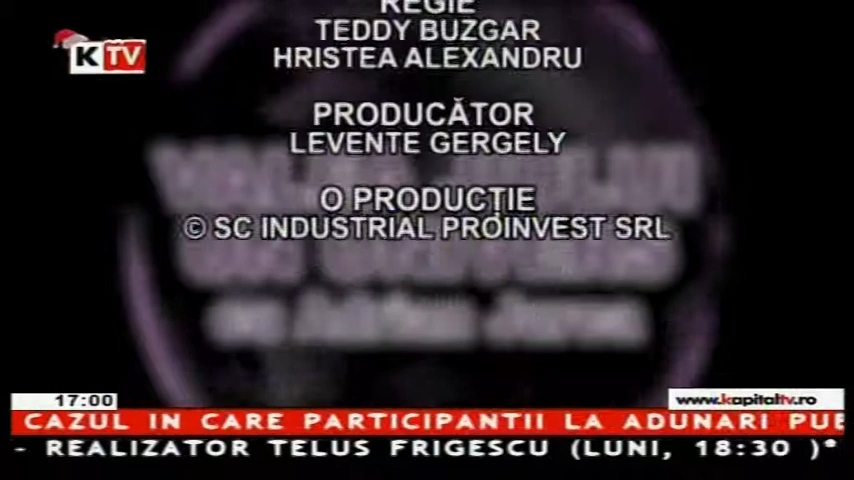 REGIE
TEDDY BUZGAR
HRISTEA ALEXANDRU
KTV
PRODUCĂTOR
LEVENTE GERGELY
O PRODUCȚIE
© SC INDUSTRIAL PROINVEST SRL
17:00
www.kapitaltv.ro
CAZUL IN CARE PARTICIPANTII LA ADUNARI
- REALIZATOR TELUS FRIGESCU (LUNI, 18:30 )*